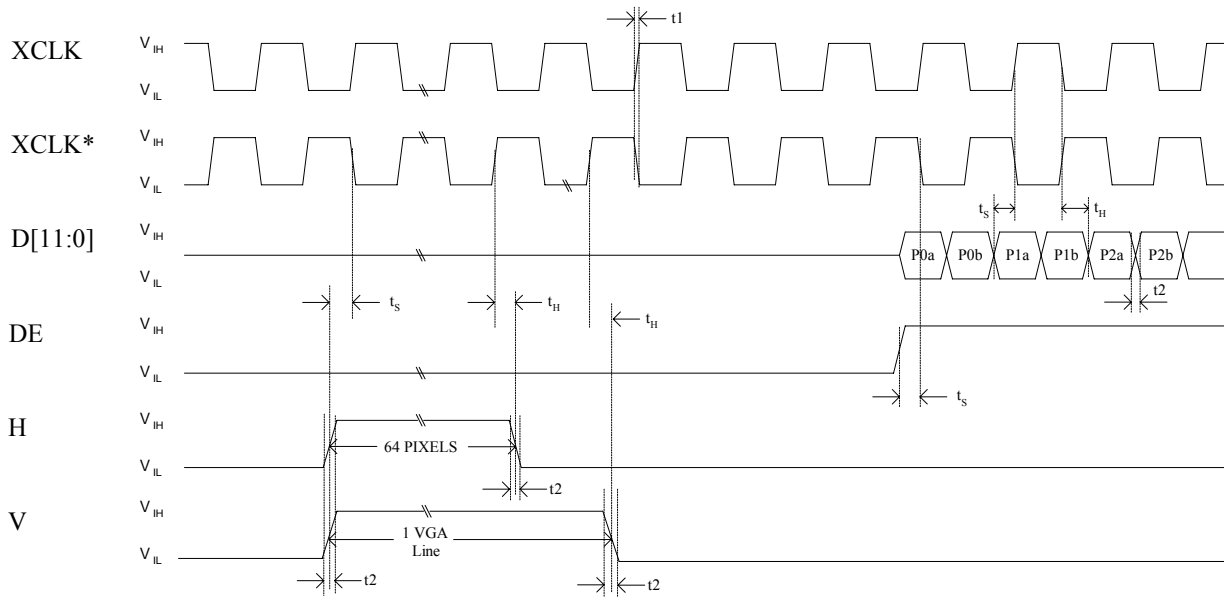 t1
XCLK
V IH
V IL
XCLK*
V IH
V IL
t S
t H
D[11:0]
V IH
V IL
P0a P0b P1a P1b P2a P2b
t S
t H
t H
t2
DE
V IH
V IL
t S
H
V IH
V IL
64 PIXELS
t2
V
V IH
V IL
1 VGA
Line
t2
t2